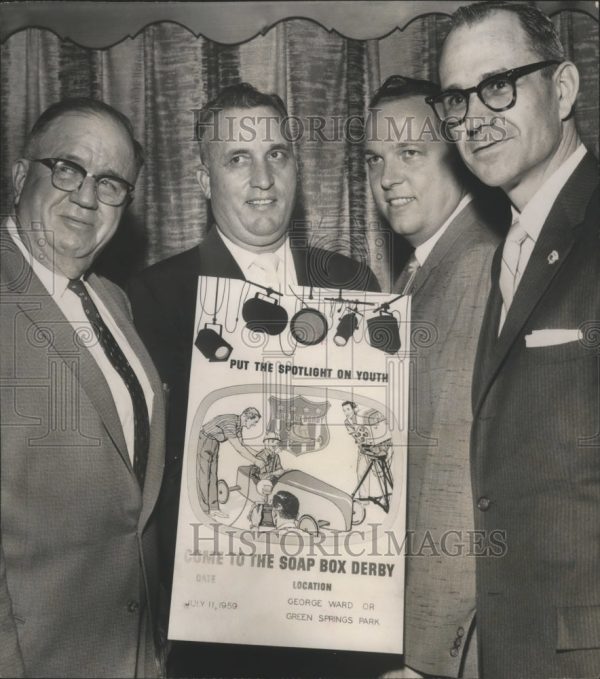 HISTORIC IMAGES
PUT THE SPOTLIGHT ON YOUTH
HISTORIC IMAGES
COME TO THE SOAP BOX DERBY
DATE LOCATION
JULY 11, 1959 GEORGE WARD OR
GREEN SPRINGS PARK